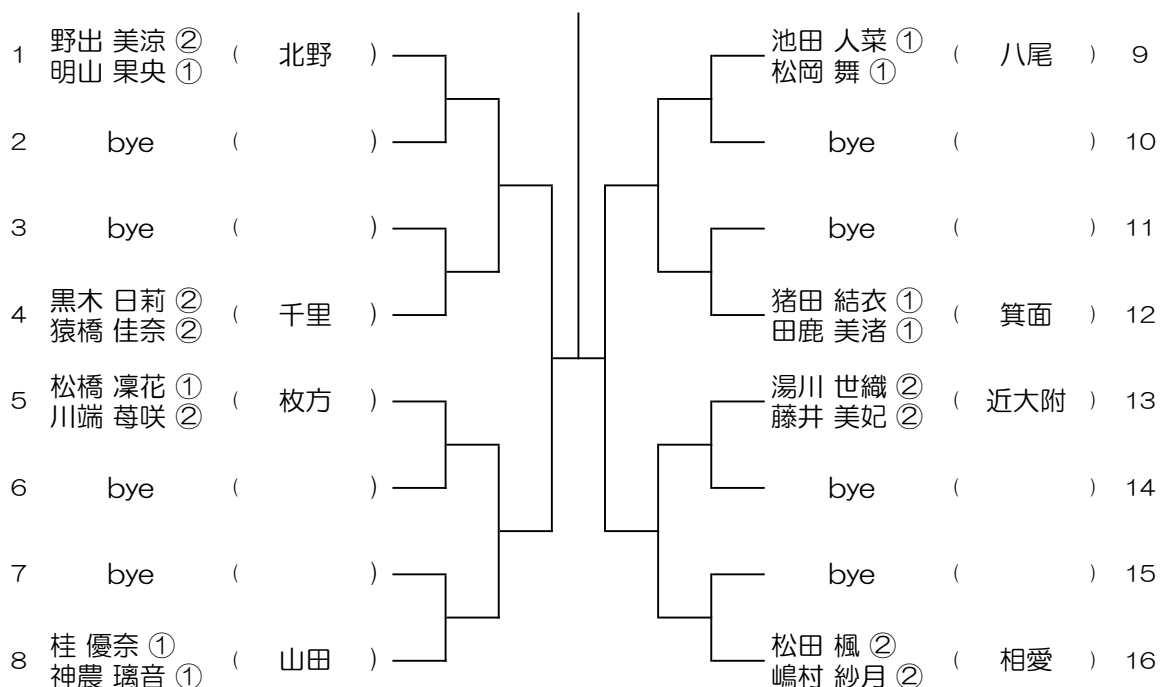 1 野出 美涼 ② ( 北野 )
明山 果央 ①
2 bye ( )
3 bye ( )
4 黒木 日莉 ② ( 千里 )
猿橋 佳奈 ②
5 松橋 凜花 ① ( 枚方 )
川端 苺咲 ②
6 bye ( )
7 bye ( )
8 桂 優奈 ① ( 山田 )
神農 璃音 ①
池田 人菜 ① ( 八尾 ) 9
松岡 舞 ①
bye ( ) 10
bye ( ) 11
猪田 結衣 ① ( 箕面 ) 12
田鹿 美渚 ①
湯川 世織 ② ( 近大附 ) 13
藤井 美妃 ②
bye ( ) 14
bye ( ) 15
松田 楓 ② ( 相愛 ) 16
嶋村 紗月 ②